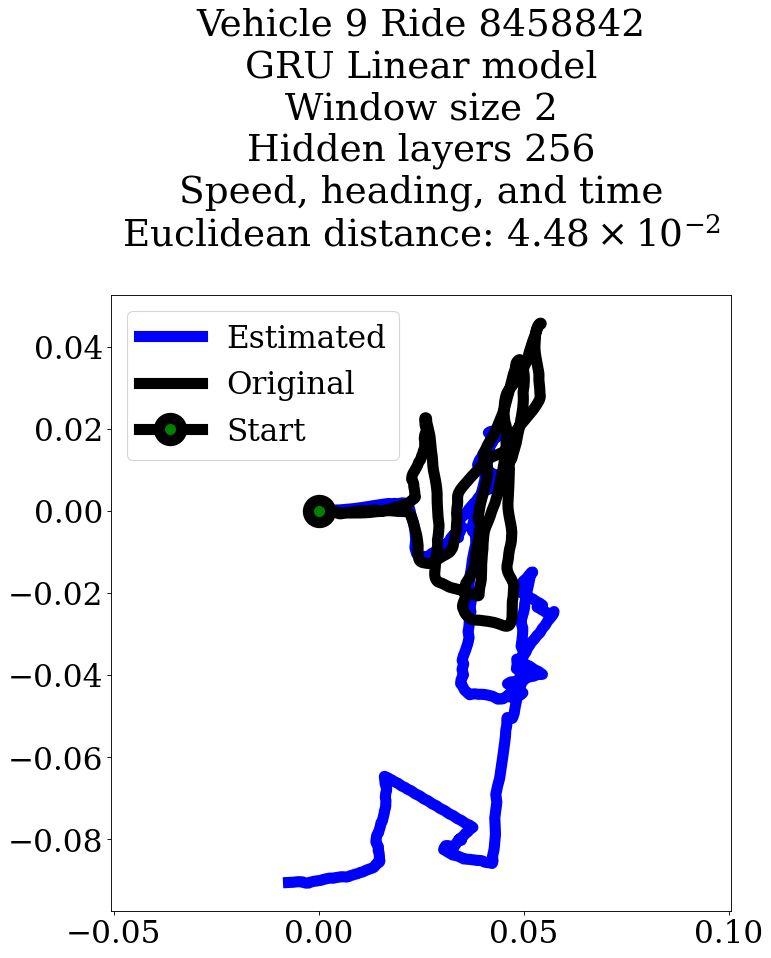 Vehicle 9 Ride 8458842
GRU Linear model
Window size 2
Hidden layers 256
Speed, heading, and time
Euclidean distance: 4.48 × 10⁻²
Estimated
Original
Start
0.04
0.02
0.00
−0.02
−0.04
−0.06
−0.08
−0.05 0.00 0.05 0.10